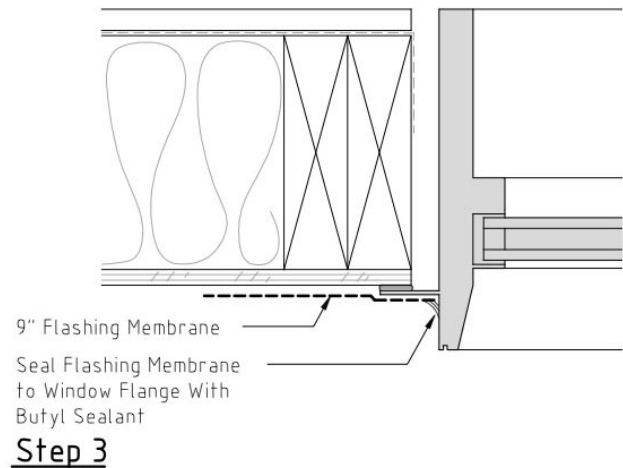 9" Flashing Membrane
Seal Flashing Membrane
to Window Flange With
Butyl Sealant
Step 3